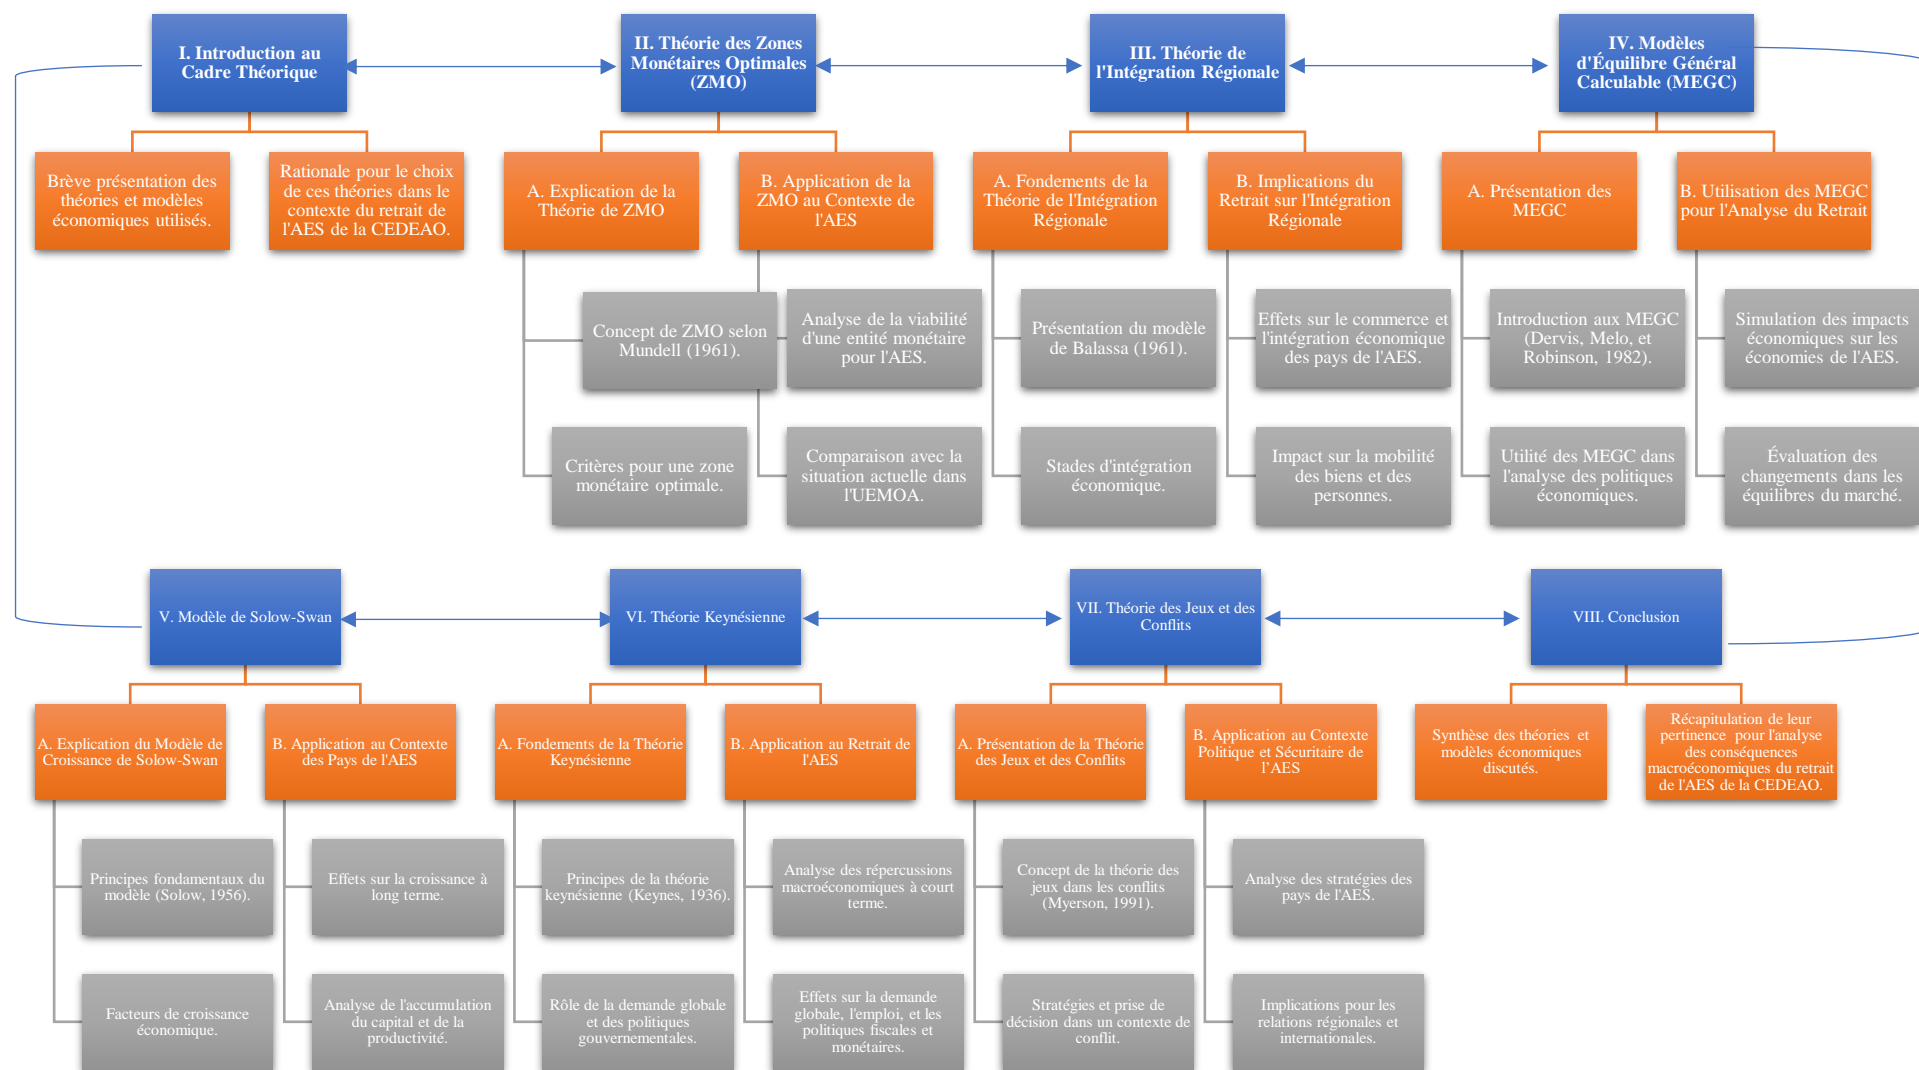 I. Introduction au
Cadre Théorique
II. Théorie des Zones
Monétaires Optimales
(ZMO)
III. Théorie de
l'Intégration Régionale
IV. Modèles
d'Équilibre Général
Calculable (MEGC)
Brève présentation des
théories et modèles
économiques utilisés.
Rationale pour le choix
de ces théories dans le
contexte du retrait de
l'AES de la CEDEAO.
A. Explication de la
Théorie de ZMO
B. Application de la
ZMO au Contexte de
l'AES
A. Fondements de la
Théorie de l'Intégration
Régionale
B. Implications du
Retrait sur l'Intégration
Régionale
A. Présentation des
MEGC
B. Utilisation des MEGC
pour l'Analyse du Retrait
Concept de ZMO selon
Mundell (1961).
Analyse de la viabilité
d'une entité monétaire
pour l'AES.
Présentation du modèle
de Balassa (1961).
Effets sur le commerce et
l'intégration économique
des pays de l'AES.
Introduction aux MEGC
(Dervis, Melo, et
Robinson, 1982).
Simulation des impacts
économiques sur les
économies de l'AES.
Critères pour une zone
monétaire optimale.
Comparaison avec la
situation actuelle dans
l'UEMOA.
Stades d'intégration
économique.
Impact sur la mobilité
des biens et des
personnes.
Utilité des MEGC dans
l'analyse des politiques
économiques.
Évaluation des
changements dans les
équilibres du marché.
V. Modèle de Solow-Swan
VI. Théorie Keynésienne
VII. Théorie des Jeux et des
Conflits
VIII. Conclusion
A. Explication du Modèle de
Croissance de Solow-Swan
B. Application au Contexte
des Pays de l'AES
A. Fondements de la Théorie
Keynésienne
B. Application au Retrait de
l'AES
A. Présentation de la Théorie
des Jeux et des Conflits
B. Application au Contexte
Politique et Sécuritaire de
l’AES
Synthèse des théories et
modèles économiques
discutés.
Récapitulation de leur
pertinence pour l'analyse
des conséquences
macroéconomiques du retrait
de l'AES de la CEDEAO.
Principes fondamentaux du
modèle (Solow, 1956).
Effets sur la croissance à
long terme.
Principes de la théorie
keynésienne (Keynes, 1936).
Analyse des répercussions
macroéconomiques à court
terme.
Concept de la théorie des
jeux dans les conflits
(Myerson, 1991).
Analyse des stratégies des
pays de l'AES.
Facteurs de croissance
économique.
Analyse de l'accumulation
du capital et de la
productivité.
Rôle de la demande globale
et des politiques
gouvernementales.
Effets sur la demande
globale, l'emploi, et les
politiques fiscales et
monétaires.
Stratégies et prise de
décision dans un contexte de
conflit.
Implications pour les
relations régionales et
internationales.